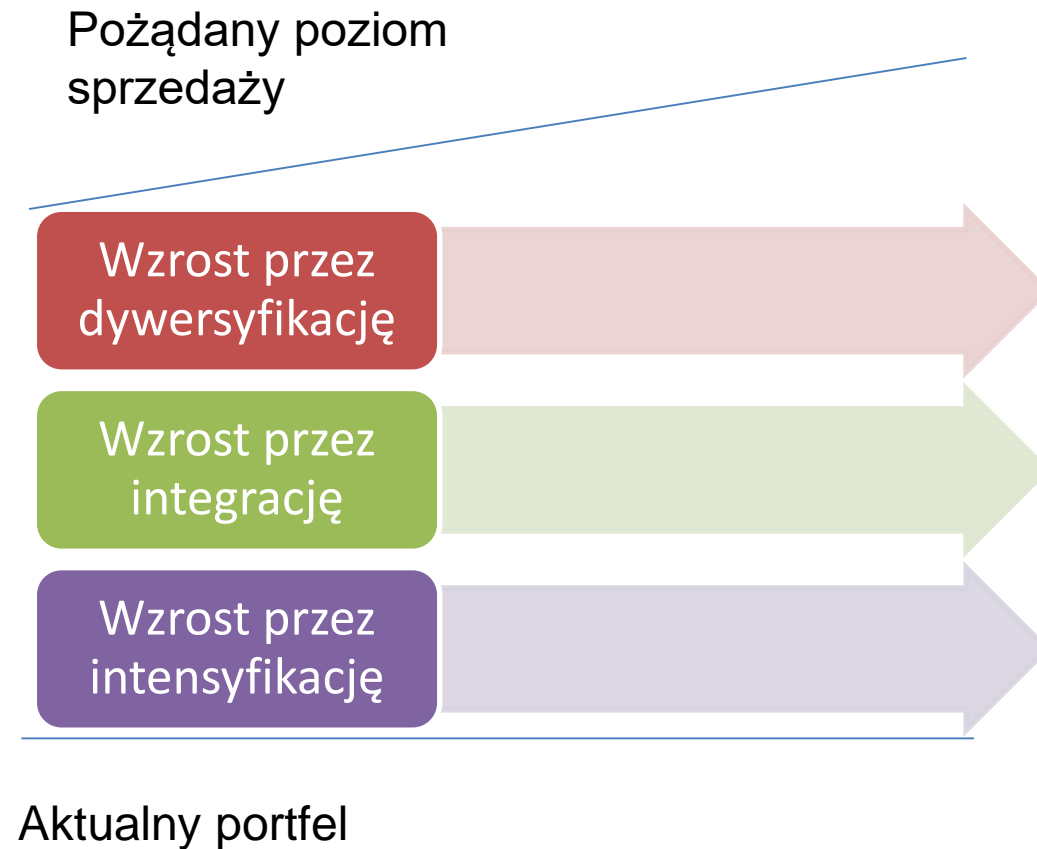 Pożądany poziom
sprzedaży
Wzrost przez
dywersyfikację
Wzrost przez
integrację
Wzrost przez
intensyfikację
Aktualny portfel